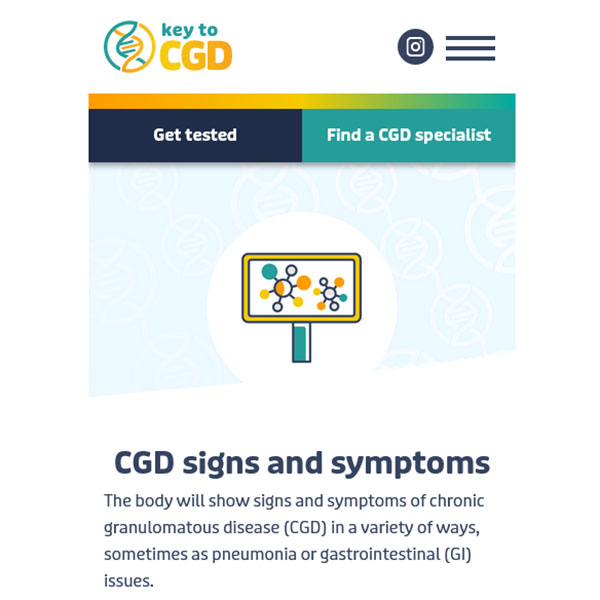 key to
CGD
Get tested
Find a CGD specialist
CGD signs and symptoms
The body will show signs and symptoms of chronic
granulomatous disease (CGD) in a variety of ways,
sometimes as pneumonia or gastrointestinal (GI)
issues.